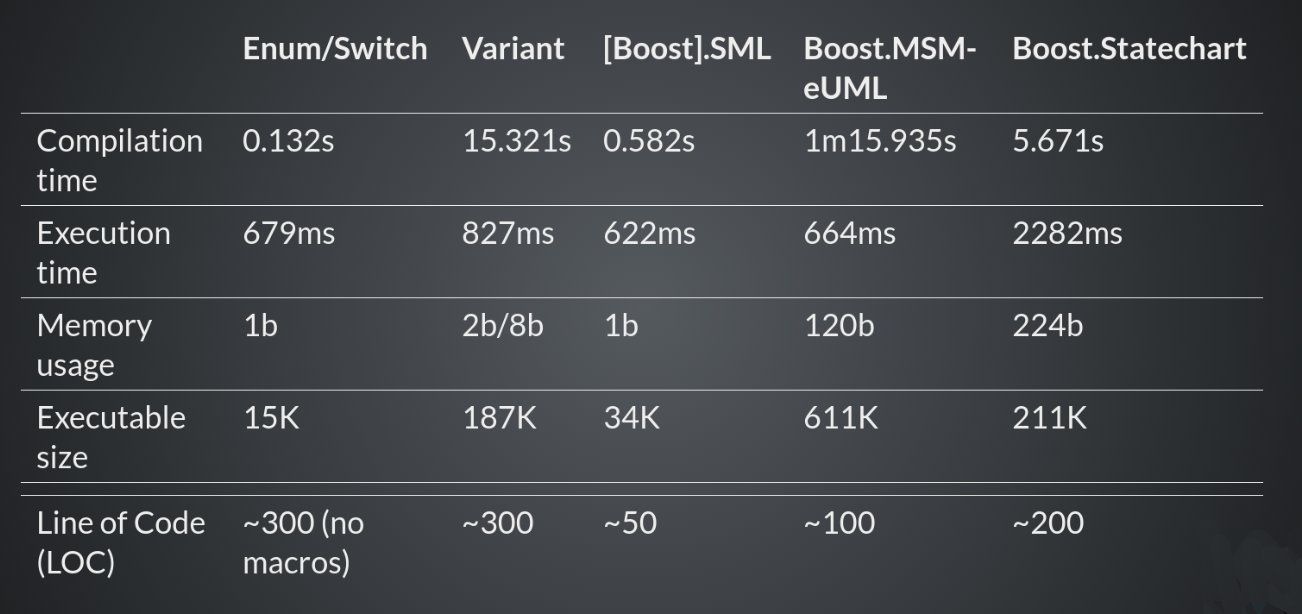 Enum/Switch Variant [Boost].SML Boost.MSM- Boost.Statechart
eUML
Compilation 0.132s 15.321s 0.582s 1m15.935s 5.671s
time
Execution 679ms 827ms 622ms 664ms 2282ms
time
Memory 1b 2b/8b 1b 120b 224b
usage
Executable 15K 187K 34K 611K 211K
size
Line of Code ~300 (no ~300 ~50 ~100 ~200
(LOC) macros)